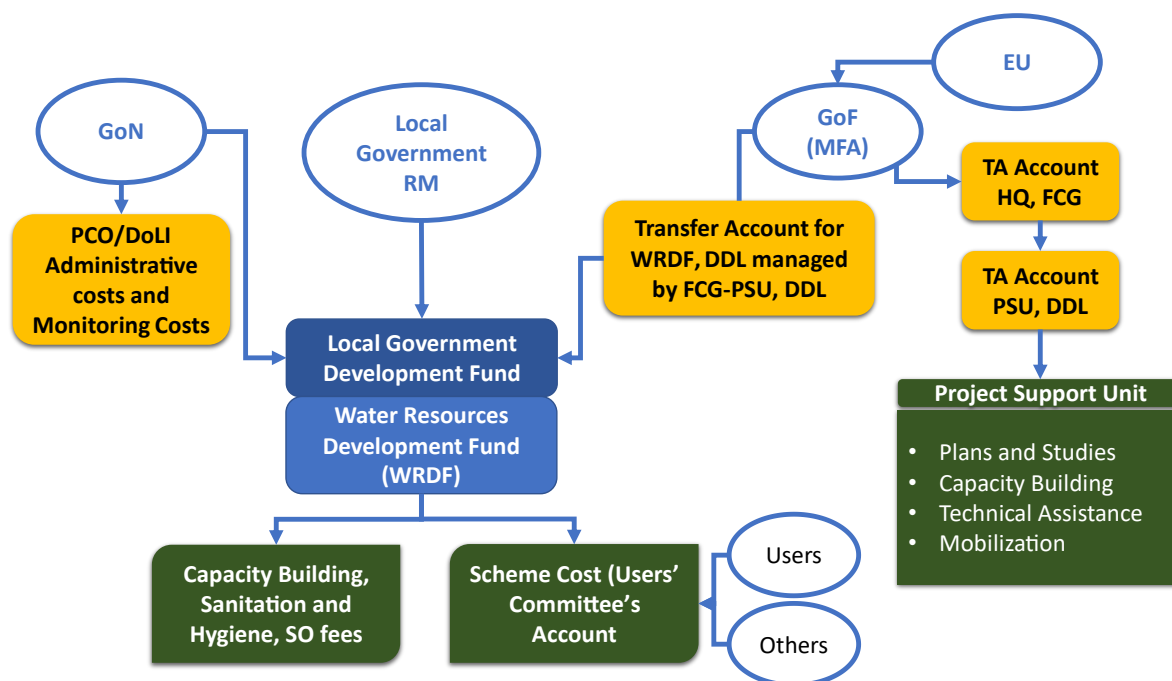 EU
GoN
Local
Government
RM
GoF
(MFA)
TA Account
HQ, FCG
PCO/DoLI
Administrative
costs and
Monitoring Costs
Transfer Account for
WRDF, DDL managed
by FCG-PSU, DDL
TA Account
PSU, DDL
Local Government
Development Fund
Water Resources
Development Fund
(WRDF)
Project Support Unit
• Plans and Studies
• Capacity Building
• Technical Assistance
• Mobilization
Capacity Building,
Sanitation and
Hygiene, SO fees
Scheme Cost (Users’
Committee’s
Account
Users
Others